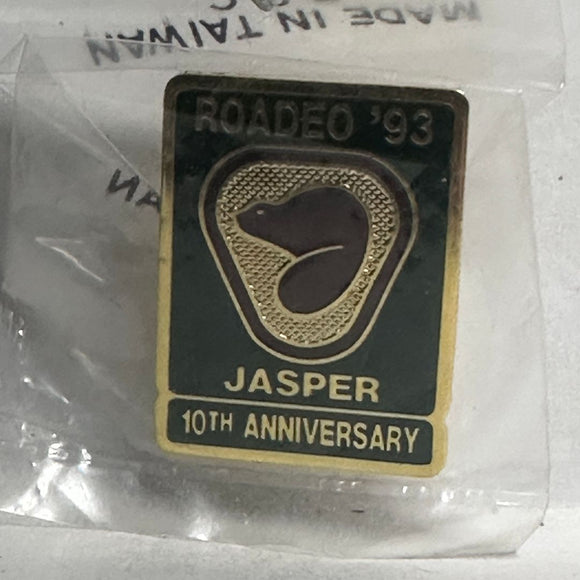 MADE IN TAIWAN
ROADEO '93
JASPER
10TH ANNIVERSARY